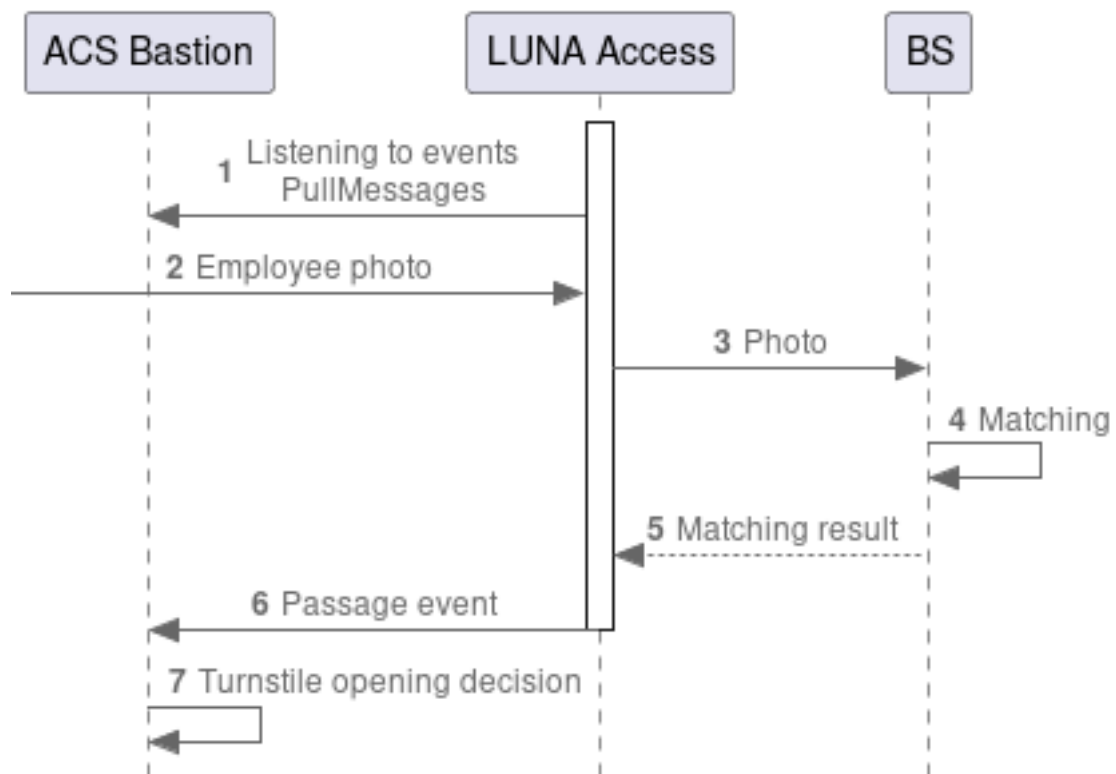 ACS Bastion
LUNA Access
BS
1 Listening to events
PullMessages
2 Employee photo
3 Photo
4 Matching
5 Matching result
6 Passage event
7 Turnstile opening decision